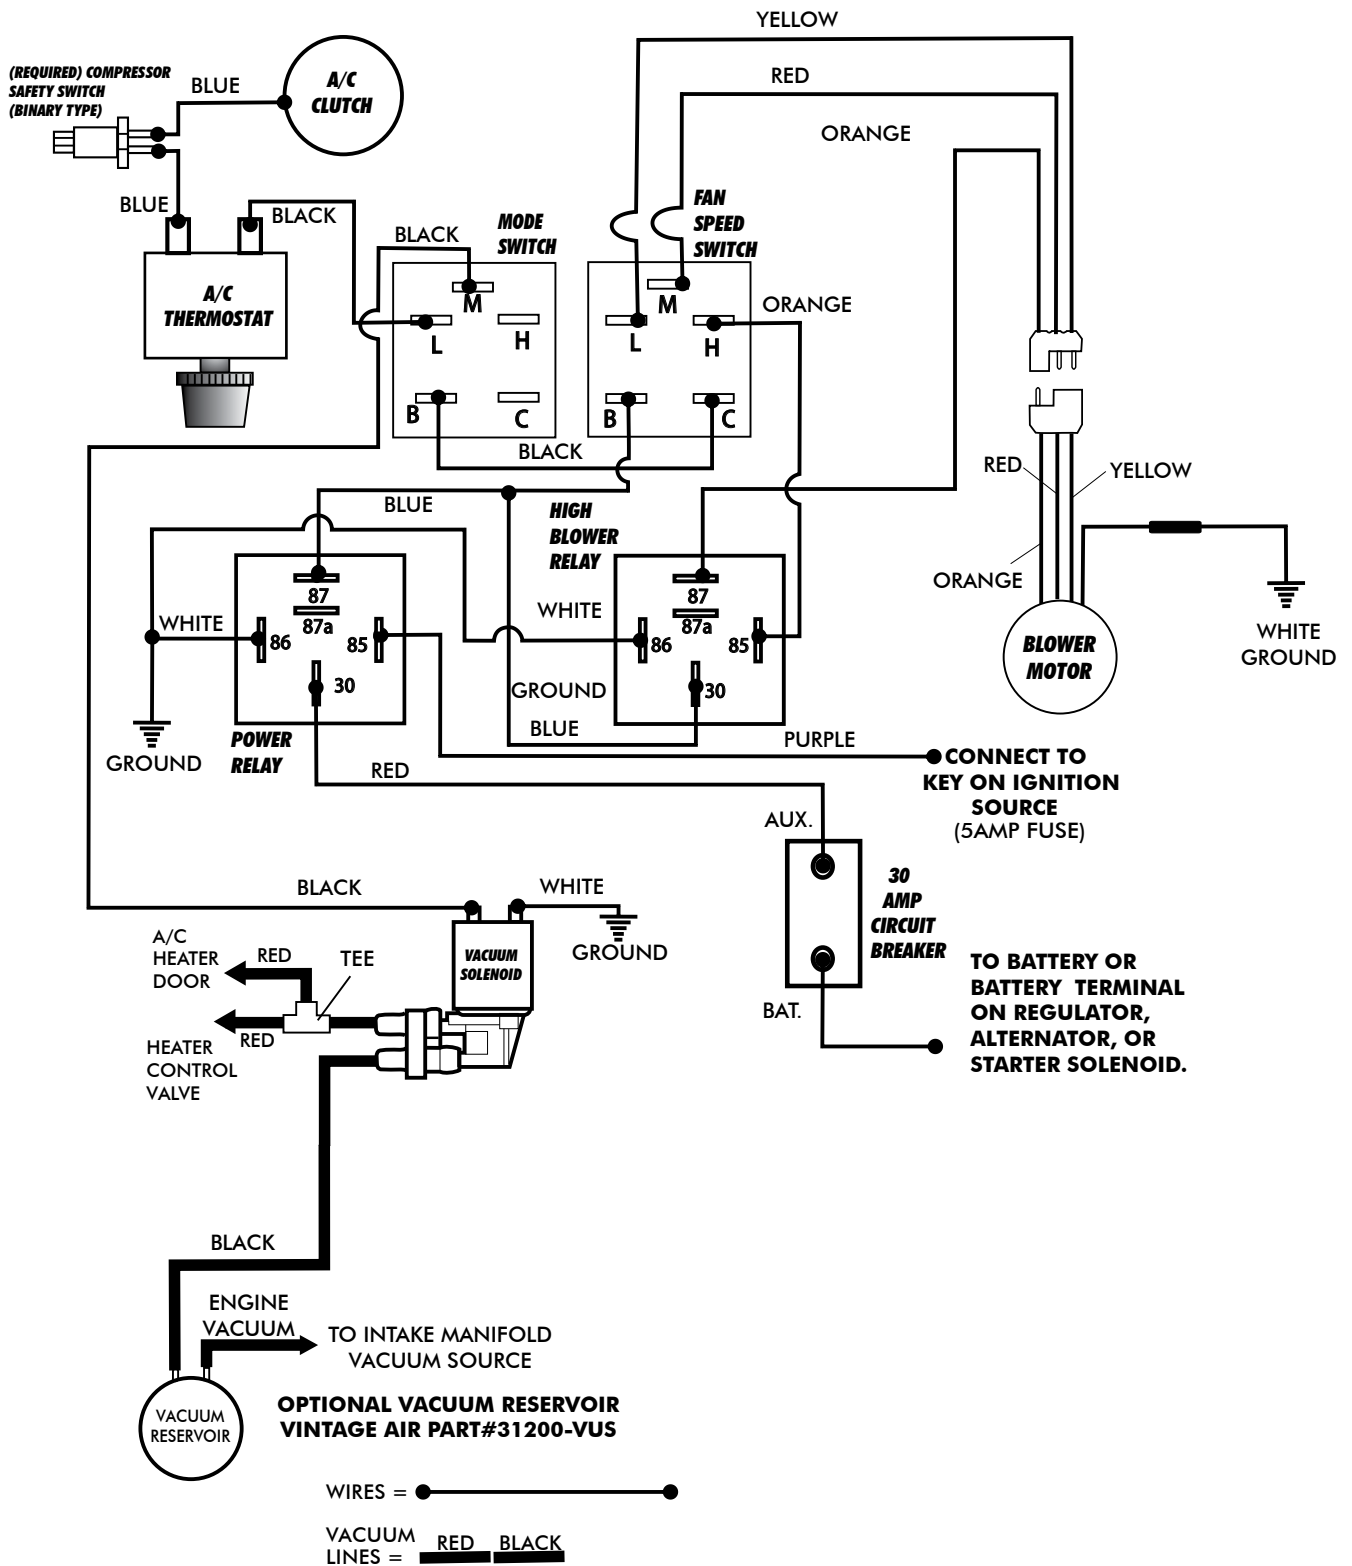 YELLOW
(REQUIRED) COMPRESSOR
SAFETY SWITCH
(BINARY TYPE)
BLUE
A/C
CLUTCH
RED
ORANGE
BLUE
BLACK
BLACK
MODE
SWITCH
FAN
SPEED
SWITCH
A/C
THERMOSTAT
M
L
H
B
C
M
L
H
B
C
ORANGE
BLACK
RED
YELLOW
BLUE
HIGH
BLOWER
RELAY
ORANGE
WHITE
87
87a
86
85
30
WHITE
87
87a
86
85
30
BLOWER
MOTOR
WHITE
GROUND
GROUND
BLUE
GROUND
POWER
RELAY
RED
PURPLE
CONNECT TO
KEY ON IGNITION
SOURCE
(5AMP FUSE)
AUX.
30
AMP
CIRCUIT
BREAKER
BAT.
TO BATTERY OR
BATTERY TERMINAL
ON REGULATOR,
ALTERNATOR, OR
STARTER SOLENOID.
BLACK
WHITE
GROUND
VACUUM
SOLENOID
A/C
HEATER
DOOR
RED
TEE
RED
HEATER
CONTROL
VALVE
BLACK
ENGINE
VACUUM
TO INTAKE MANIFOLD
VACUUM SOURCE
VACUUM
RESERVOIR
OPTIONAL VACUUM RESERVOIR
VINTAGE AIR PART#31200-VUS
WIRES =
VACUUM
LINES =
RED
BLACK